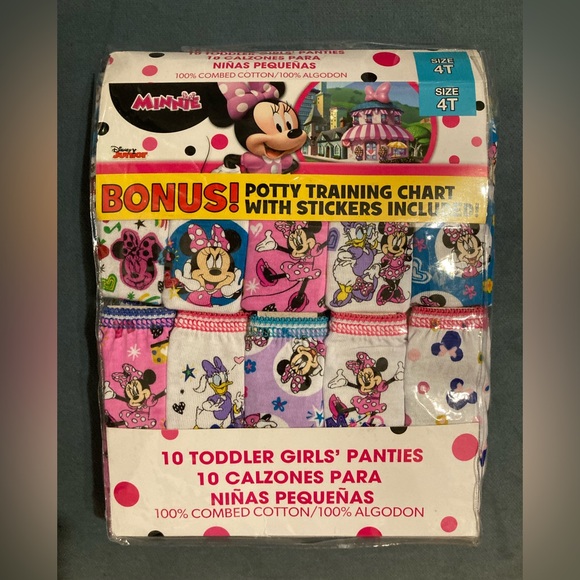 10 TODDLER GIRLS' PANTIES
10 CALZONES PARA
NIÑAS PEQUEÑAS
100% COMBED COTTON/100% ALGODON
SIZE
4T
SIZE
4T
MINNIE
Disney
JUNIOR
BONUS! POTTY TRAINING CHART
WITH STICKERS INCLUDED!
10 TODDLER GIRLS' PANTIES
10 CALZONES PARA
NIÑAS PEQUEÑAS
100% COMBED COTTON/100% ALGODON